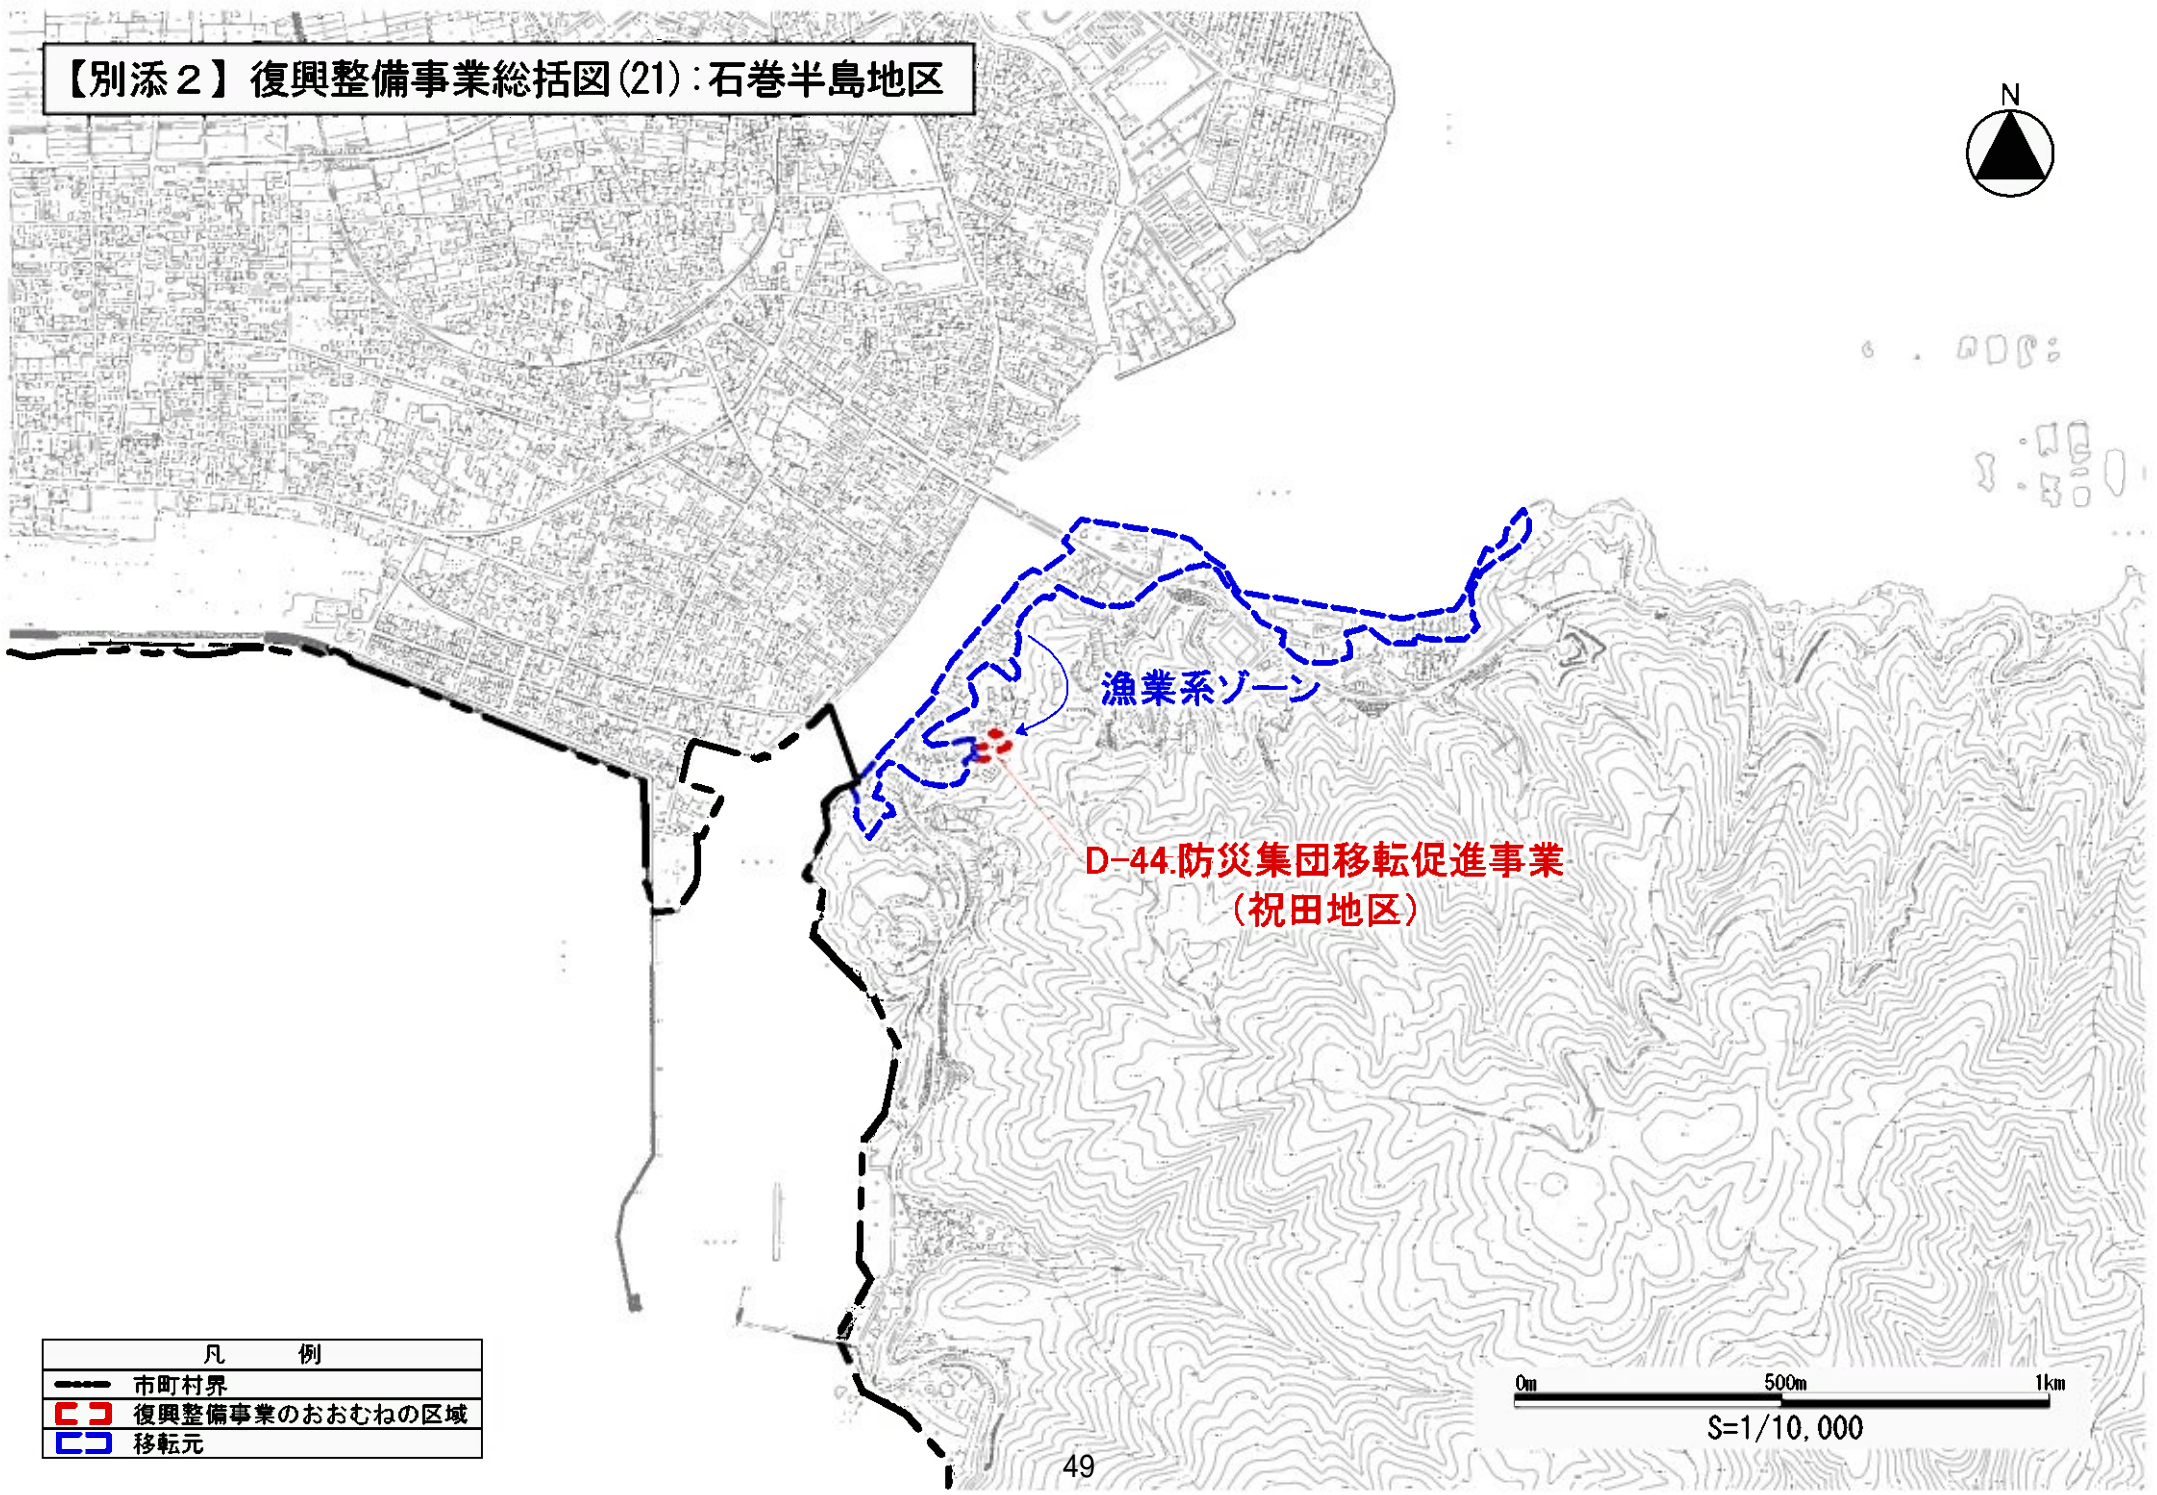 【別添２】復興整備事業総括図(21):石巻半島地区
N
漁業系ゾーン
D-44.防災集団移転促進事業
(祝田地区)
凡 例
市町村界
復興整備事業のおおむねの区域
移転元
0m 500m 1km
S=1/10,000
49